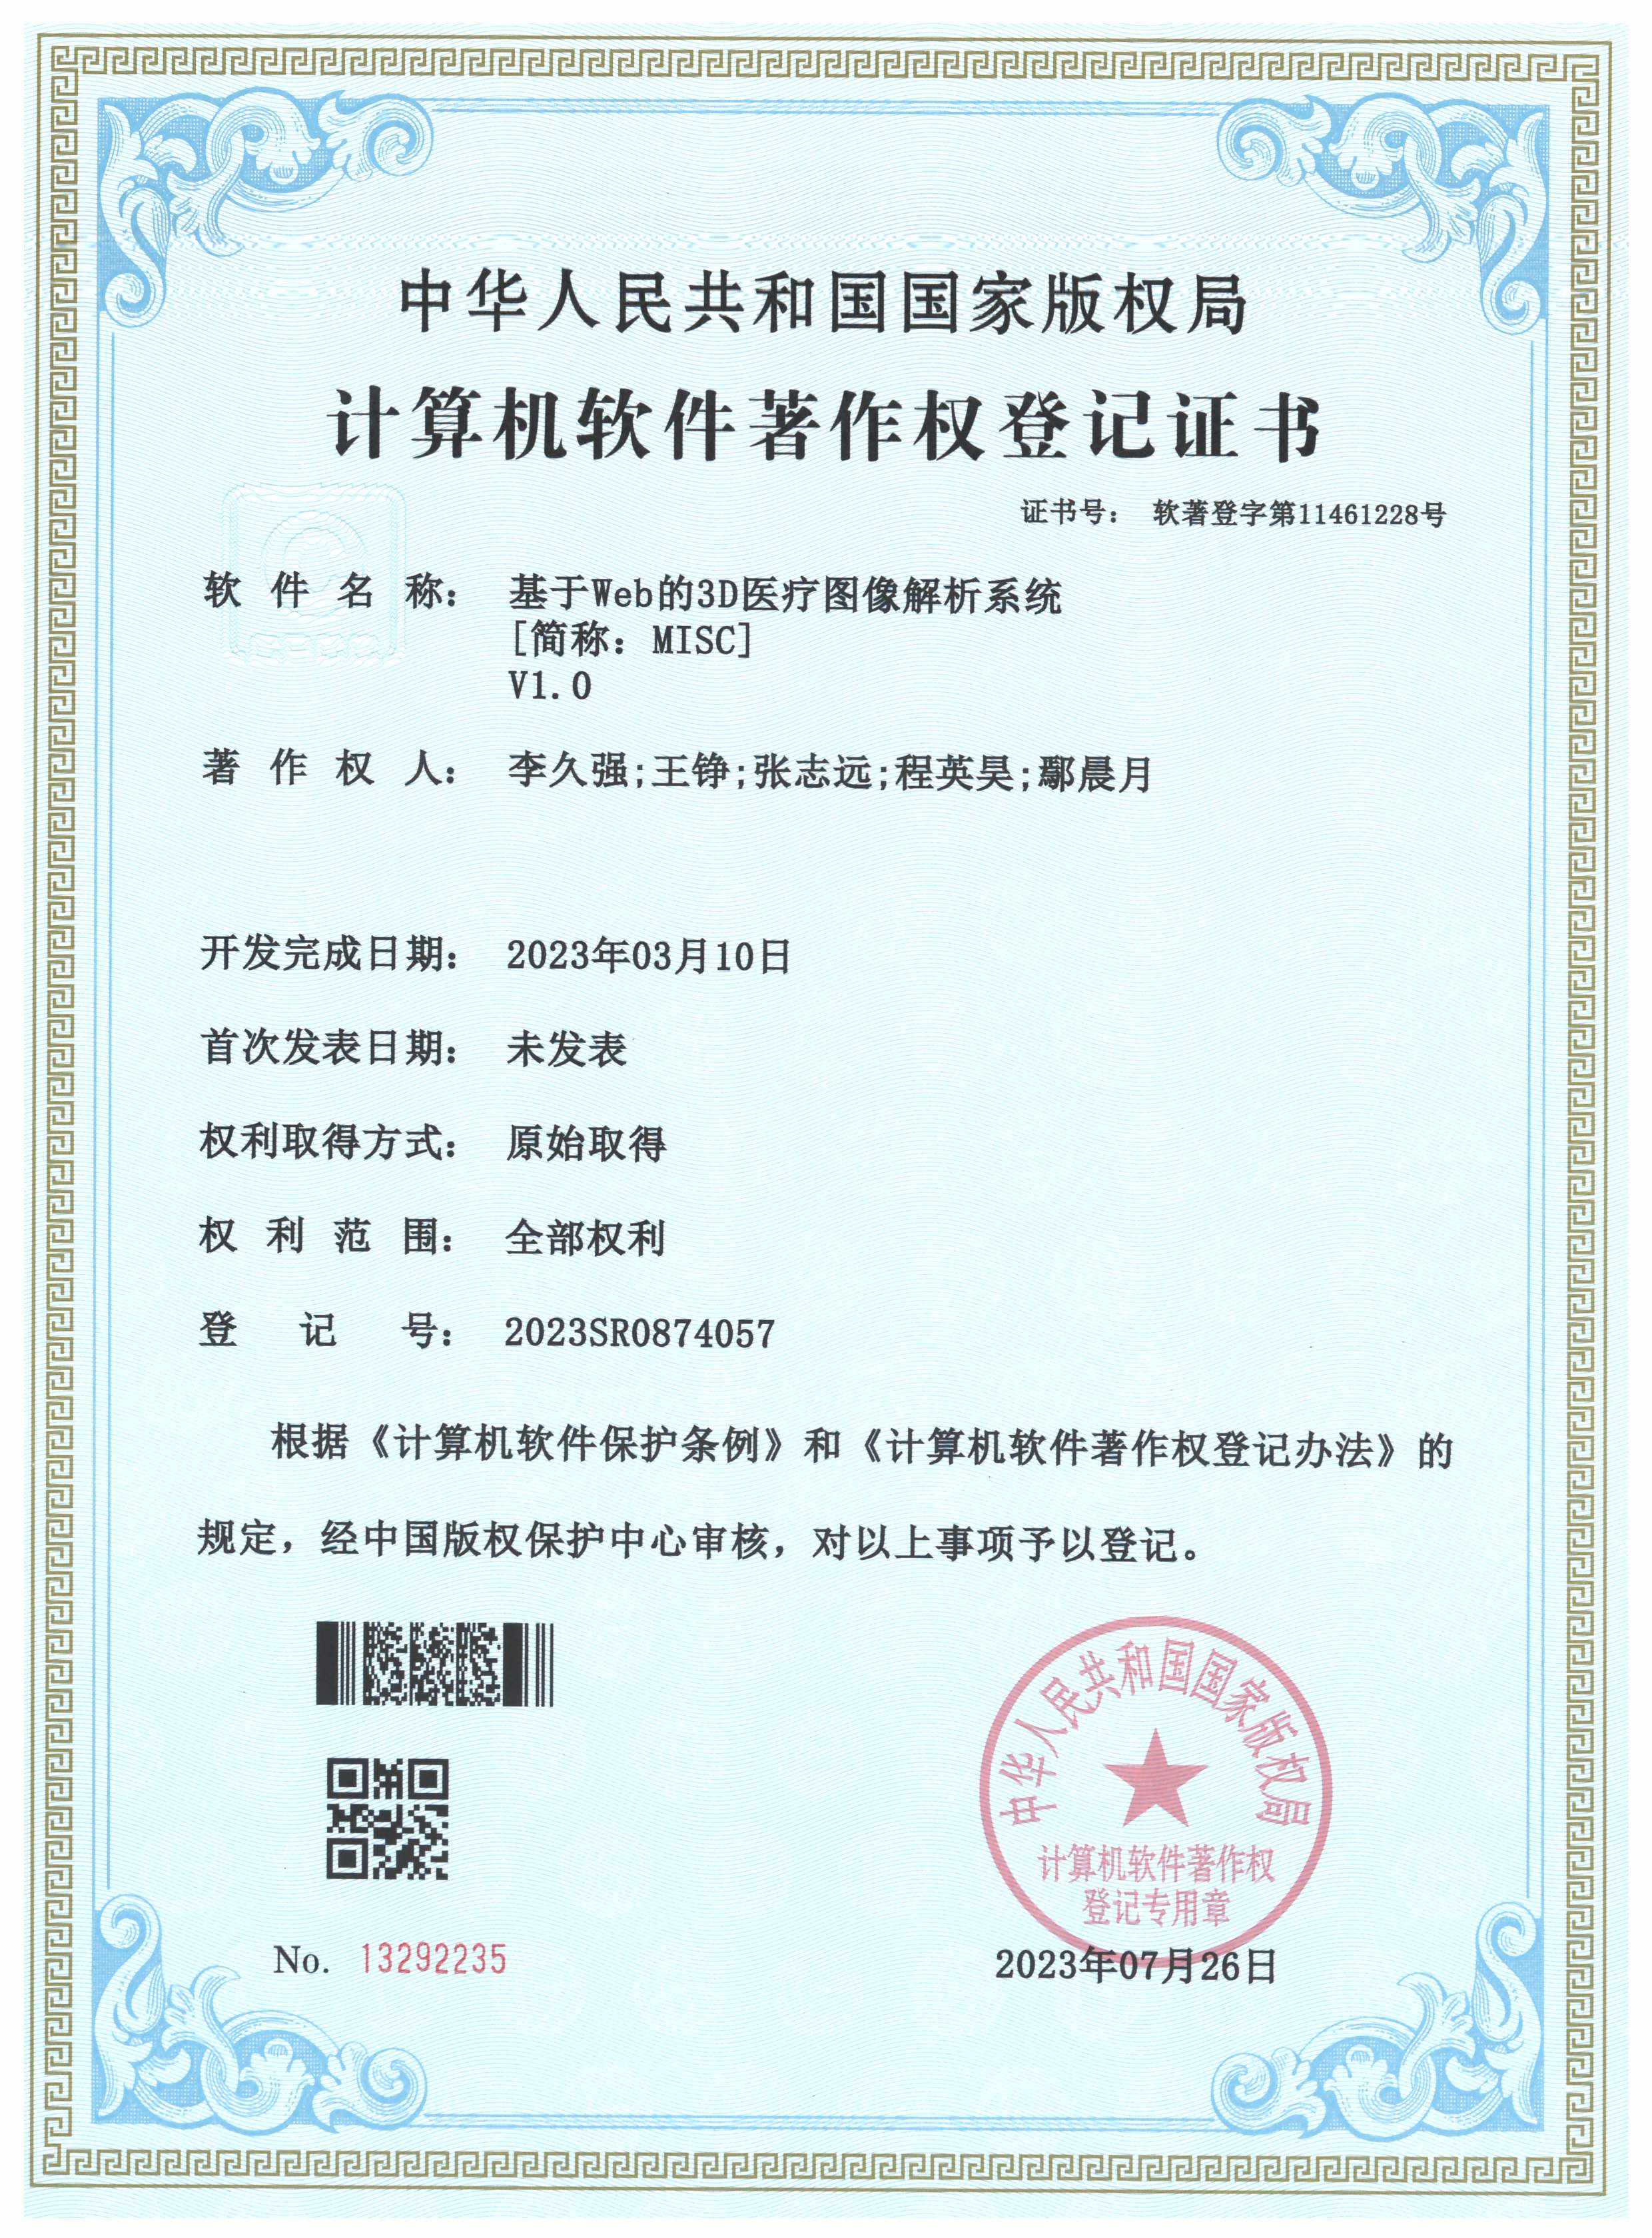 中华人民共和国国家版权局
计算机软件著作权登记证书
证书号： 软著登字第11461228号
软件名称： 基于Web的3D医疗图像解析系统
[简称：MISC]
V1.0
著作权人： 李久强;王铮;张志远;程英昊;鄢晨月
开发完成日期： 2023年03月10日
首次发表日期： 未发表
权利取得方式： 原始取得
权利范围： 全部权利
登记号： 2023SR0874057
根据《计算机软件保护条例》和《计算机软件著作权登记办法》的
规定，经中国版权保护中心审核，对以上事项予以登记。
中华人民共和国国家版权局
计算机软件著作权
登记专用章
No. 13292235
2023年07月26日